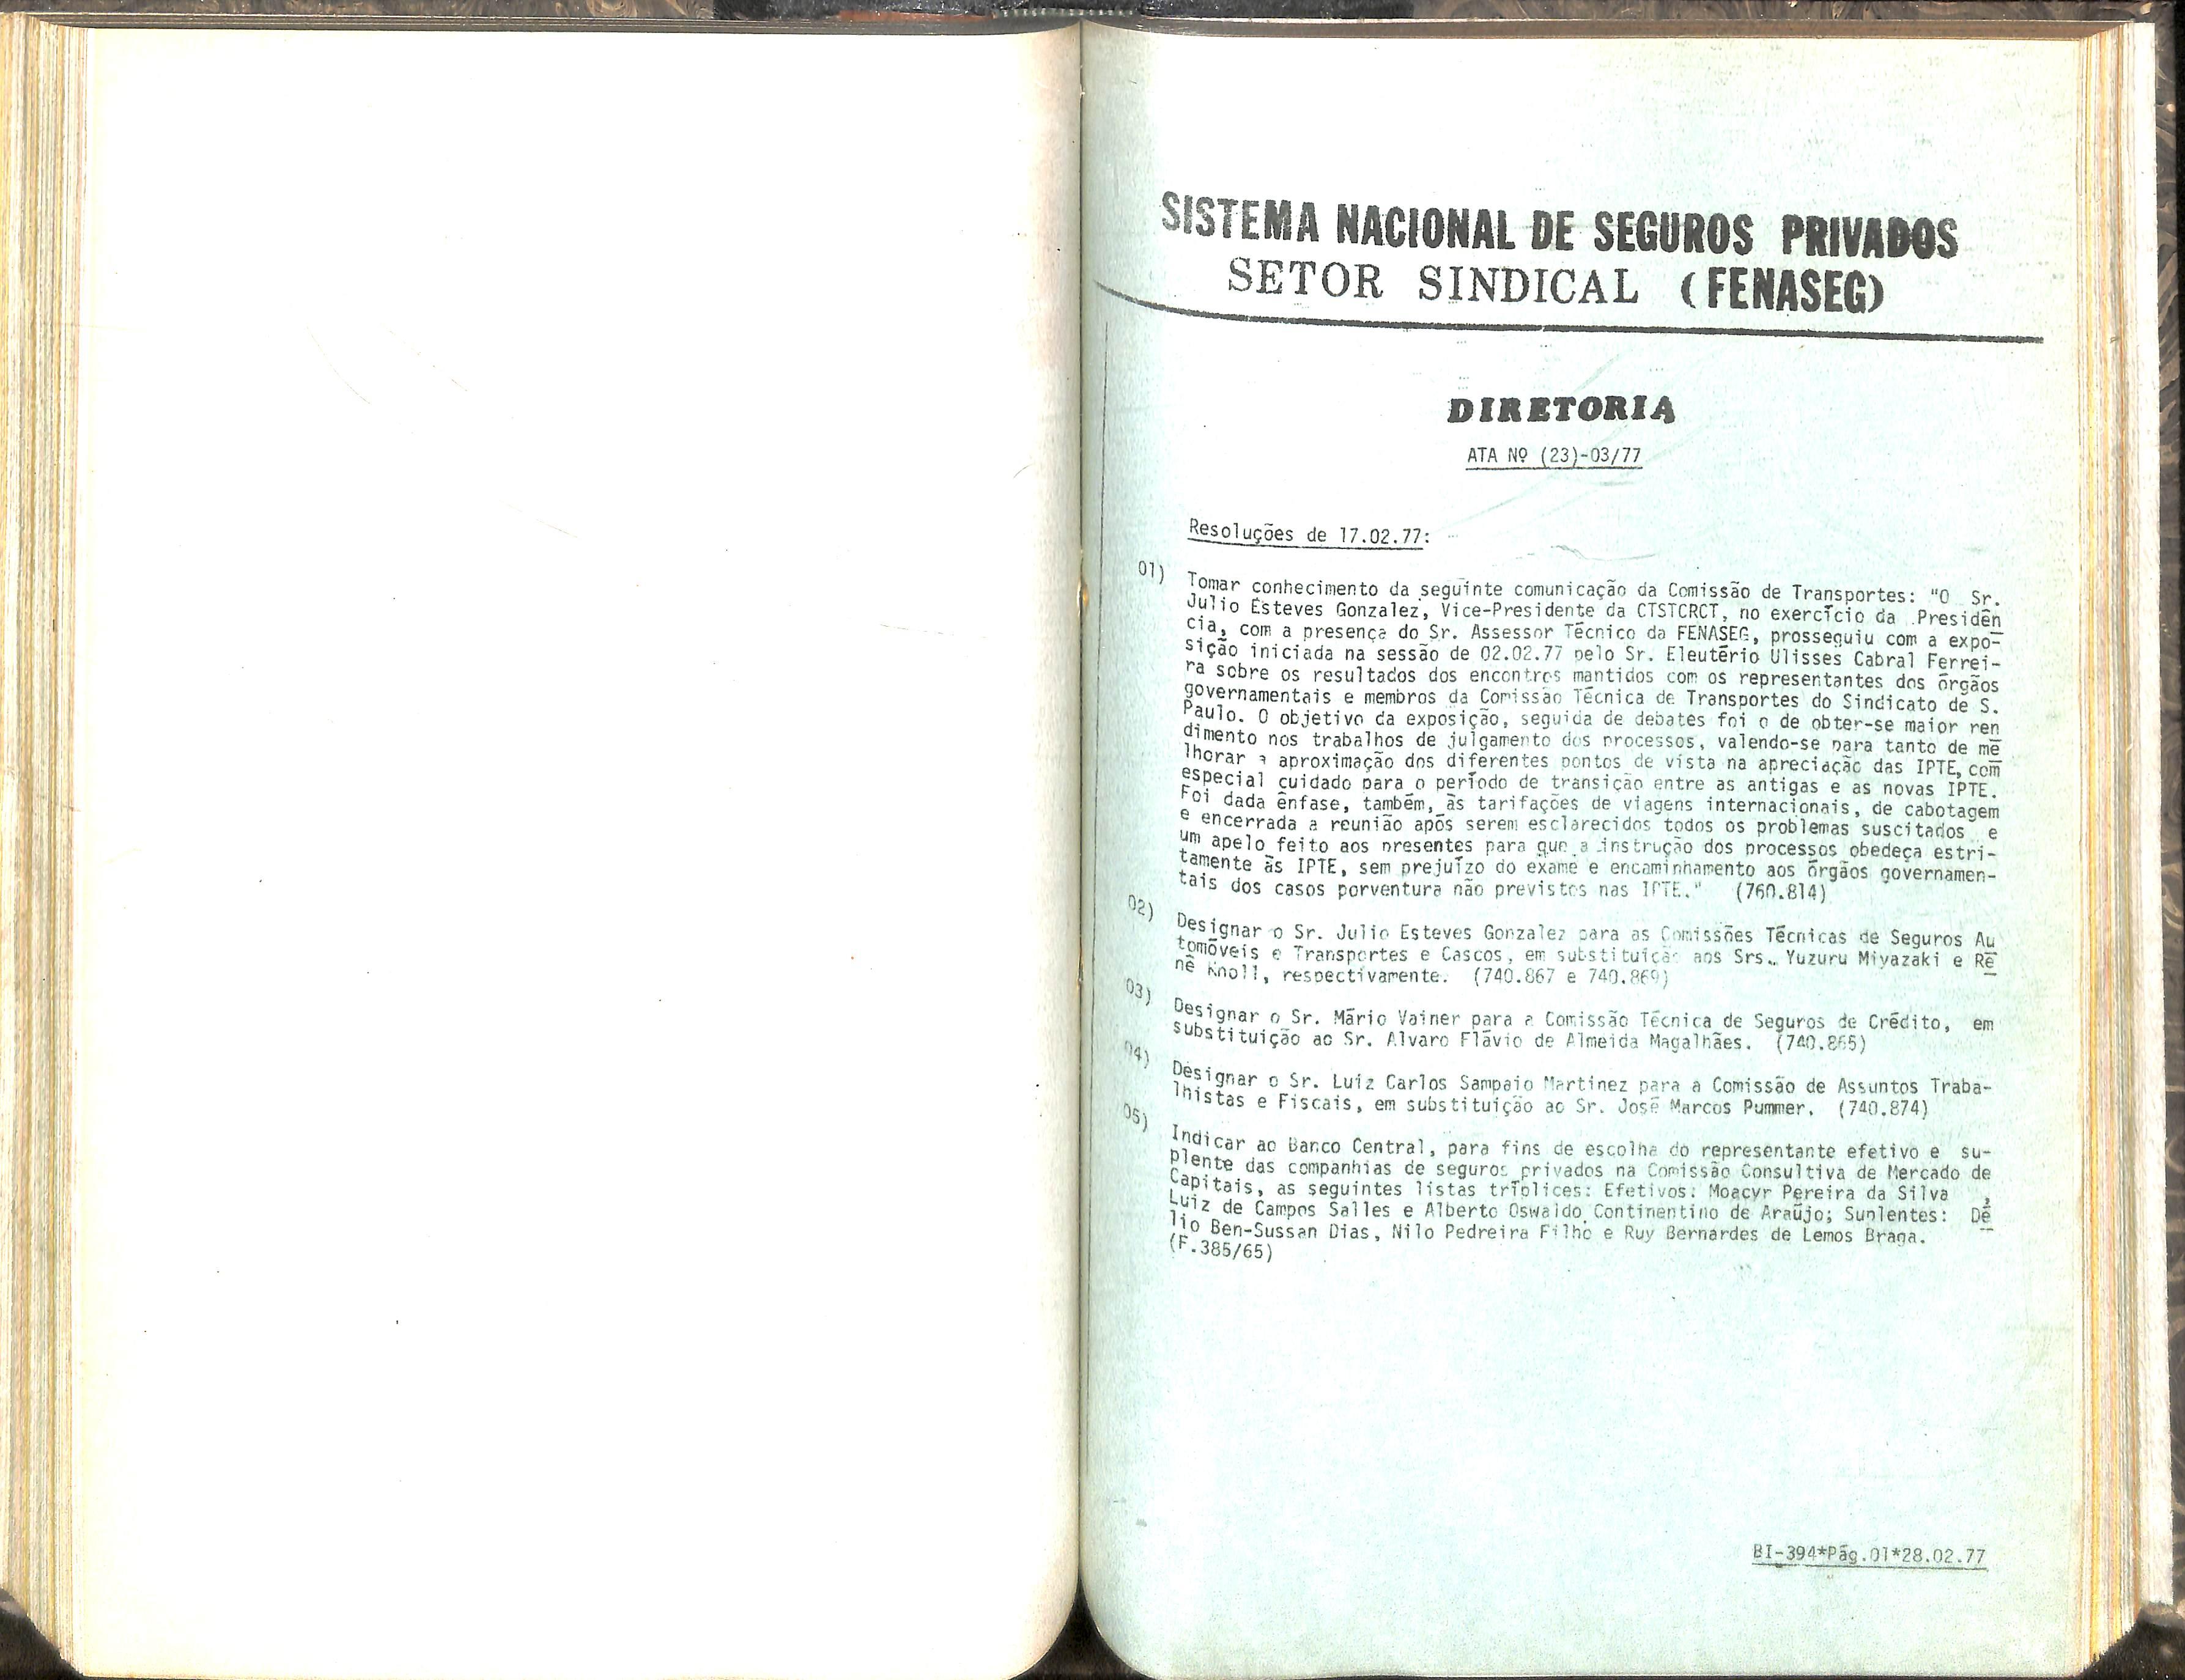 SISTEMA NACIONAL DE SEGUROS PRIVADOS
SETOR SINDICAL (FENASEG)
DIRETORIA
ATA Nº (23)-03/77
Resoluções de 17.02.77:
01) Tomar conhecimento da seguinte comunicação da Comissão de Transportes: "O Sr.
Julio Esteves Gonzalez, Vice-Presidente da CTSTCRCT, no exercício da Presidên
cia, com a presença do Sr. Assessor Técnico da FENASEG, prosseguiu com a expo-
sição iniciada na sessão de 02.02.77 pelo Sr. Eleutério Ulisses Cabral Ferrei-
ra sobre os resultados dos encontros mantidos com os representantes dos órgãos
governamentais e membros da Comissão Técnica de Transportes do Sindicato de S.
Paulo. O objetivo da exposição, seguida de debates foi o de obter-se maior ren
dimento nos trabalhos de julgamento dos processos, valendo-se para tanto de me
lhorar a aproximação dos diferentes pontos de vista na apreciação das IPTE, com
especial cuidado para o período de transição entre as antigas e as novas IPTE.
Foi dada ênfase, também, às tarifações de viagens internacionais, de cabotagem
e encerrada a reunião após serem esclarecidos todos os problemas suscitados e
um apelo feito aos presentes para que a instrução dos processos obedeça estri-
tamente às IPTE, sem prejuízo do exame e encaminhamento aos órgãos governamen-
tais dos casos porventura não previstos nas IPTE." (760.814)
02) Designar o Sr. Julio Esteves Gonzalez para as Comissões Técnicas de Seguros Au
tomóveis e Transportes e Cascos, em substituição aos Srs. Yuzuru Miyazaki e Re
né Knoll, respectivamente. (740.867 e 740.869)
03) Designar o Sr. Mário Vainer para a Comissão Técnica de Seguros de Crédito, em
substituição ao Sr. Alvaro Flávio de Almeida Magalhães. (740.865)
04) Designar o Sr. Luiz Carlos Sampaio Martinez para a Comissão de Assuntos Traba-
lhistas e Fiscais, em substituição ao Sr. José Marcos Pummer. (740.874)
05) Indicar ao Banco Central, para fins de escolha do representante efetivo e su-
plente das companhias de seguros privados na Comissão Consultiva de Mercado de
Capitais, as seguintes listas tríplices: Efetivos: Moacyr Pereira da Silva ,
Luiz de Campos Salles e Alberto Oswaldo Continentino de Araújo; Suplentes: Dé
lio Ben-Sussan Dias, Nilo Pedreira Filho e Ruy Bernardes de Lemos Braga.
(F.385/65)
BI-394*Pág.01*28.02.77